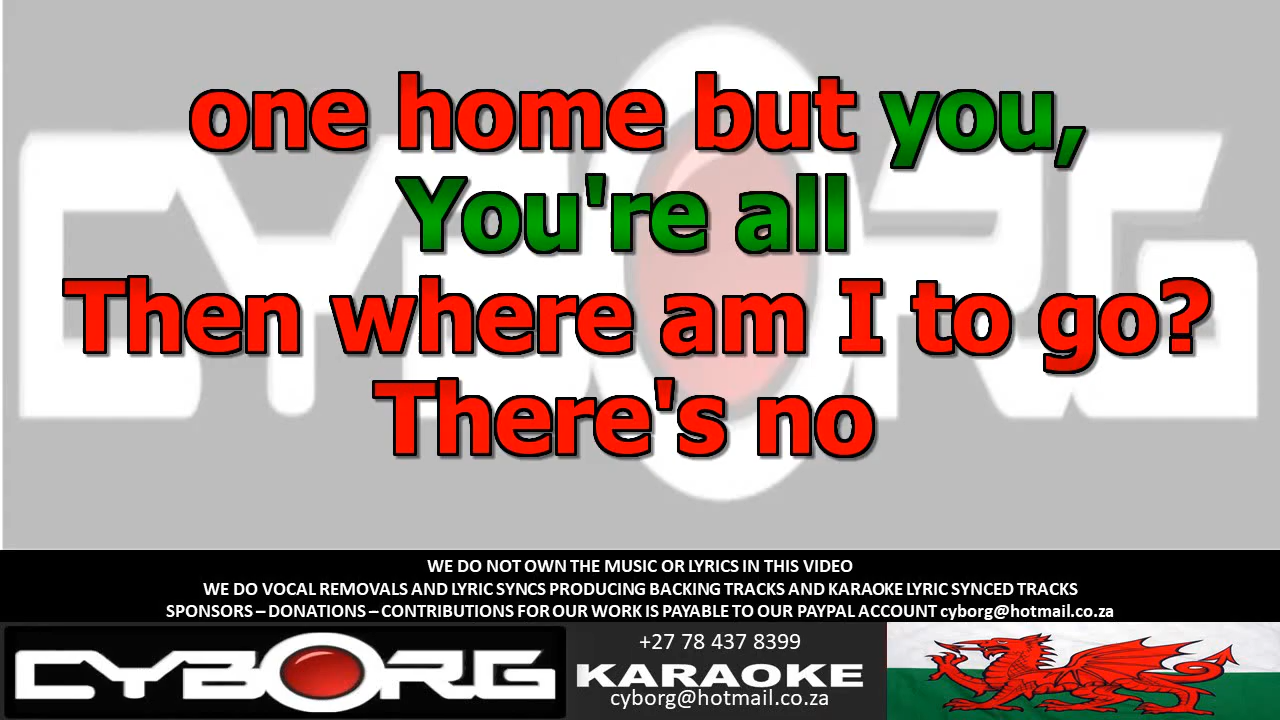 one home but you,
You're all
Then where am I to go?
There's no
CYBORG
WE DO NOT OWN THE MUSIC OR LYRICS IN THIS VIDEO
WE DO VOCAL REMOVALS AND LYRIC SYNCS PRODUCING BACKING TRACKS AND KARAOKE LYRIC SYNCED TRACKS
SPONSORS – DONATIONS – CONTRIBUTIONS FOR OUR WORK IS PAYABLE TO OUR PAYPAL ACCOUNT cyborg@hotmail.co.za
CYBORG
+27 78 437 8399
KARAOKE
cyborg@hotmail.co.za